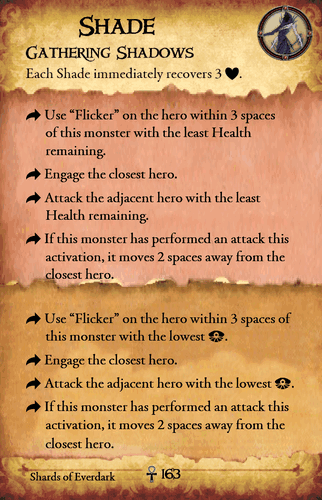 SHADE
GATHERING SHADOWS
Each Shade immediately recovers 3 ♥.
Use “Flicker” on the hero within 3 spaces
of this monster with the least Health
remaining.
Engage the closest hero.
Attack the adjacent hero with the least
Health remaining.
If this monster has performed an attack this
activation, it moves 2 spaces away from the
closest hero.
Use “Flicker” on the hero within 3 spaces of
this monster with the lowest .
Engage the closest hero.
Attack the adjacent hero with the lowest .
If this monster has performed an attack this
activation, it moves 2 spaces away from the
closest hero.
Shards of Everdark
163